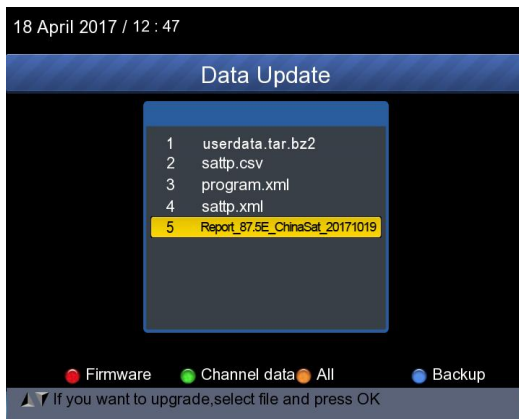 18 April 2017 / 12 : 47
Data Update
1 userdata.tar.bz2
2 sattp.csv
3 program.xml
4 sattp.xml
5 Report_87.5E_ChinaSat_20171019
Firmware Channel data All Backup
If you want to upgrade,select file and press OK